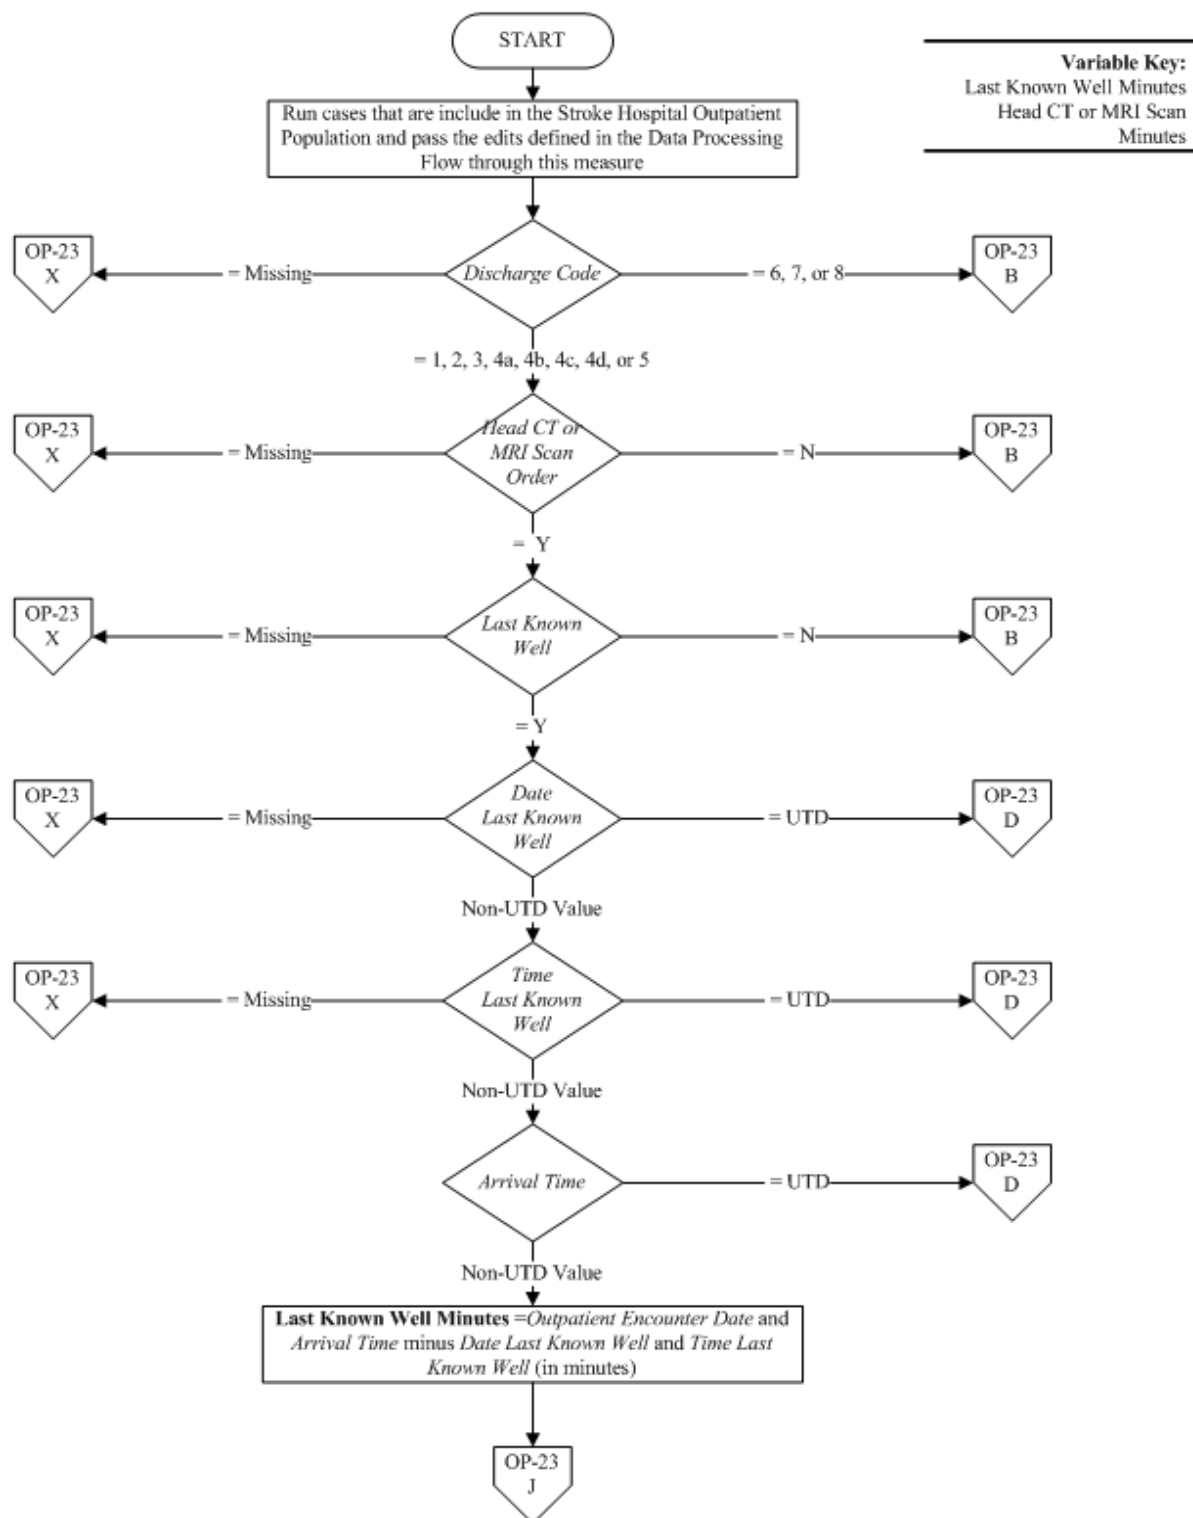 START
Variable Key:
Last Known Well Minutes
Head CT or MRI Scan
Minutes
Run cases that are include in the Stroke Hospital Outpatient
Population and pass the edits defined in the Data Processing
Flow through this measure
OP-23
X
= Missing
Discharge Code
= 6, 7, or 8
OP-23
B
= 1, 2, 3, 4a, 4b, 4c, 4d, or 5
OP-23
X
= Missing
Head CT or
MRI Scan
Order
= N
OP-23
B
= Y
OP-23
X
= Missing
Last Known
Well
= N
OP-23
B
= Y
OP-23
X
= Missing
Date
Last Known
Well
= UTD
OP-23
D
Non-UTD Value
OP-23
X
= Missing
Time
Last Known
Well
= UTD
OP-23
D
Non-UTD Value
Arrival Time
= UTD
OP-23
D
Non-UTD Value
Last Known Well Minutes =Outpatient Encounter Date and
Arrival Time minus Date Last Known Well and Time Last
Known Well (in minutes)
OP-23
J